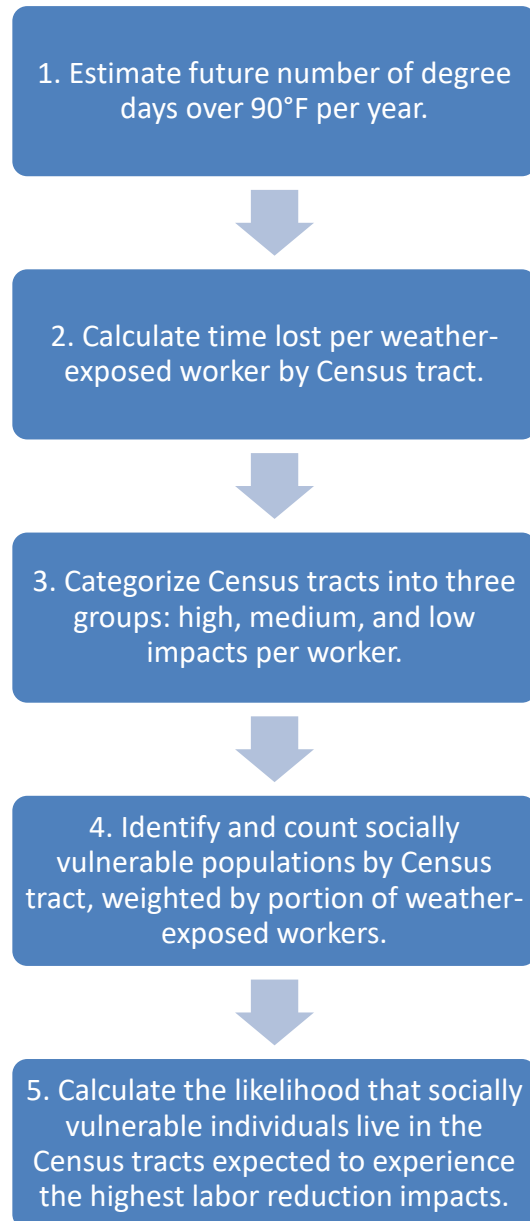 1. Estimate future number of degree
days over 90°F per year.
2. Calculate time lost per weather-
exposed worker by Census tract.
3. Categorize Census tracts into three
groups: high, medium, and low
impacts per worker.
4. Identify and count socially
vulnerable populations by Census
tract, weighted by portion of weather-
exposed workers.
5. Calculate the likelihood that socially
vulnerable individuals live in the
Census tracts expected to experience
the highest labor reduction impacts.